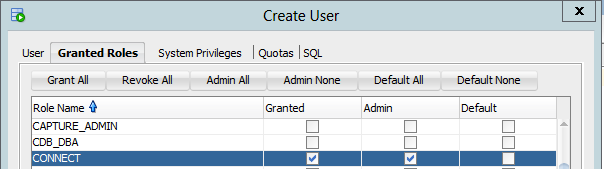 Create User
User Granted Roles System Privileges Quotas SQL
Grant All Revoke All Admin All Admin None Default All Default None
Role Name Granted Admin Default
CAPTURE_ADMIN
CDB_DBA
CONNECT